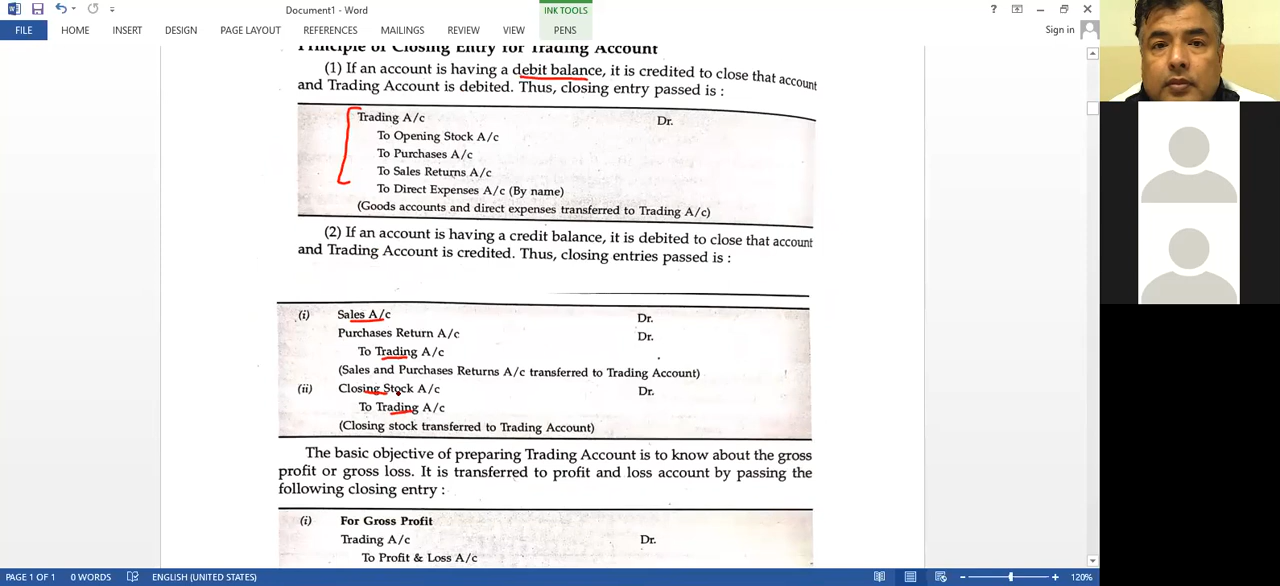 Document1 - Word
INK TOOLS
?
FILE HOME INSERT DESIGN PAGE LAYOUT REFERENCES MAILINGS REVIEW VIEW PENS Sign in
Principle of Closing Entry for Trading Account
(1) If an account is having a debit balance, it is credited to close that account
and Trading Account is debited. Thus, closing entry passed is :
Trading A/c Dr.
To Opening Stock A/c
To Purchases A/c
To Sales Returns A/c
To Direct Expenses A/c (By name)
(Goods accounts and direct expenses transferred to Trading A/c)
(2) If an account is having a credit balance, it is debited to close that account
and Trading Account is credited. Thus, closing entries passed is :
(i) Sales A/c Dr.
Purchases Return A/c Dr.
To Trading A/c
(Sales and Purchases Returns A/c transferred to Trading Account)
(ii) Closing Stock A/c Dr.
To Trading A/c
(Closing stock transferred to Trading Account)
The basic objective of preparing Trading Account is to know about the gross
profit or gross loss. It is transferred to profit and loss account by passing the
following closing entry :
(i) For Gross Profit
Trading A/c Dr.
To Profit & Loss A/c
PAGE 1 OF 1 0 WORDS ENGLISH (UNITED STATES) 120%